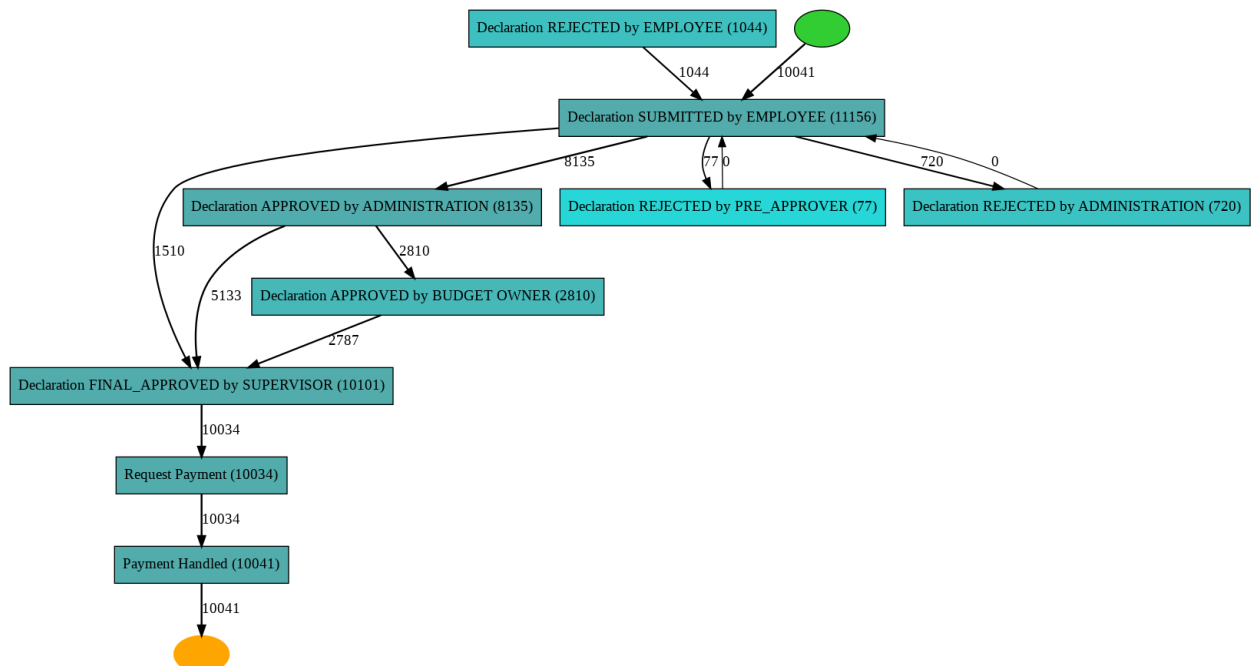 Declaration REJECTED by EMPLOYEE (1044)
1044
10041
Declaration SUBMITTED by EMPLOYEE (11156)
8135
77
0
720
0
Declaration APPROVED by ADMINISTRATION (8135)
Declaration REJECTED by PRE_APPROVER (77)
Declaration REJECTED by ADMINISTRATION (720)
1510
2810
5133
Declaration APPROVED by BUDGET OWNER (2810)
2787
Declaration FINAL_APPROVED by SUPERVISOR (10101)
10034
Request Payment (10034)
10034
Payment Handled (10041)
10041